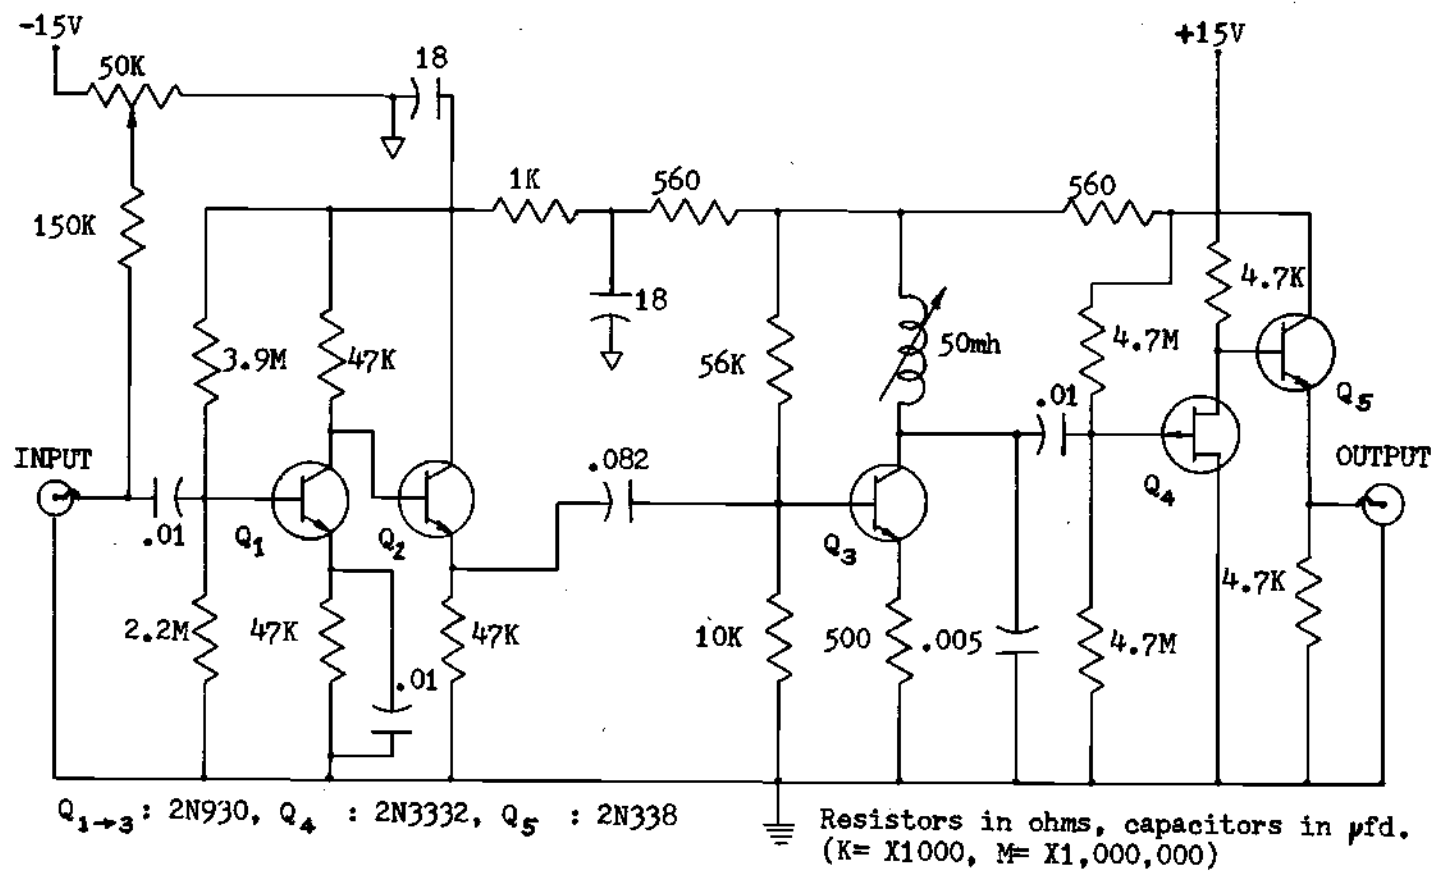 -15V
+15V
50K
18
1K
560
560
150K
4.7K
18
3.9M
47K
56K
50mh
4.7M
.01
Q5
INPUT
.082
OUTPUT
Q4
.01
Q1
Q2
Q3
4.7K
2.2M
47K
47K
10K
500
.005
4.7M
.01
Q1→3: 2N930, Q4 : 2N3332, Q5 : 2N338
Resistors in ohms, capacitors in µfd.
(K= X1000, M= X1,000,000)